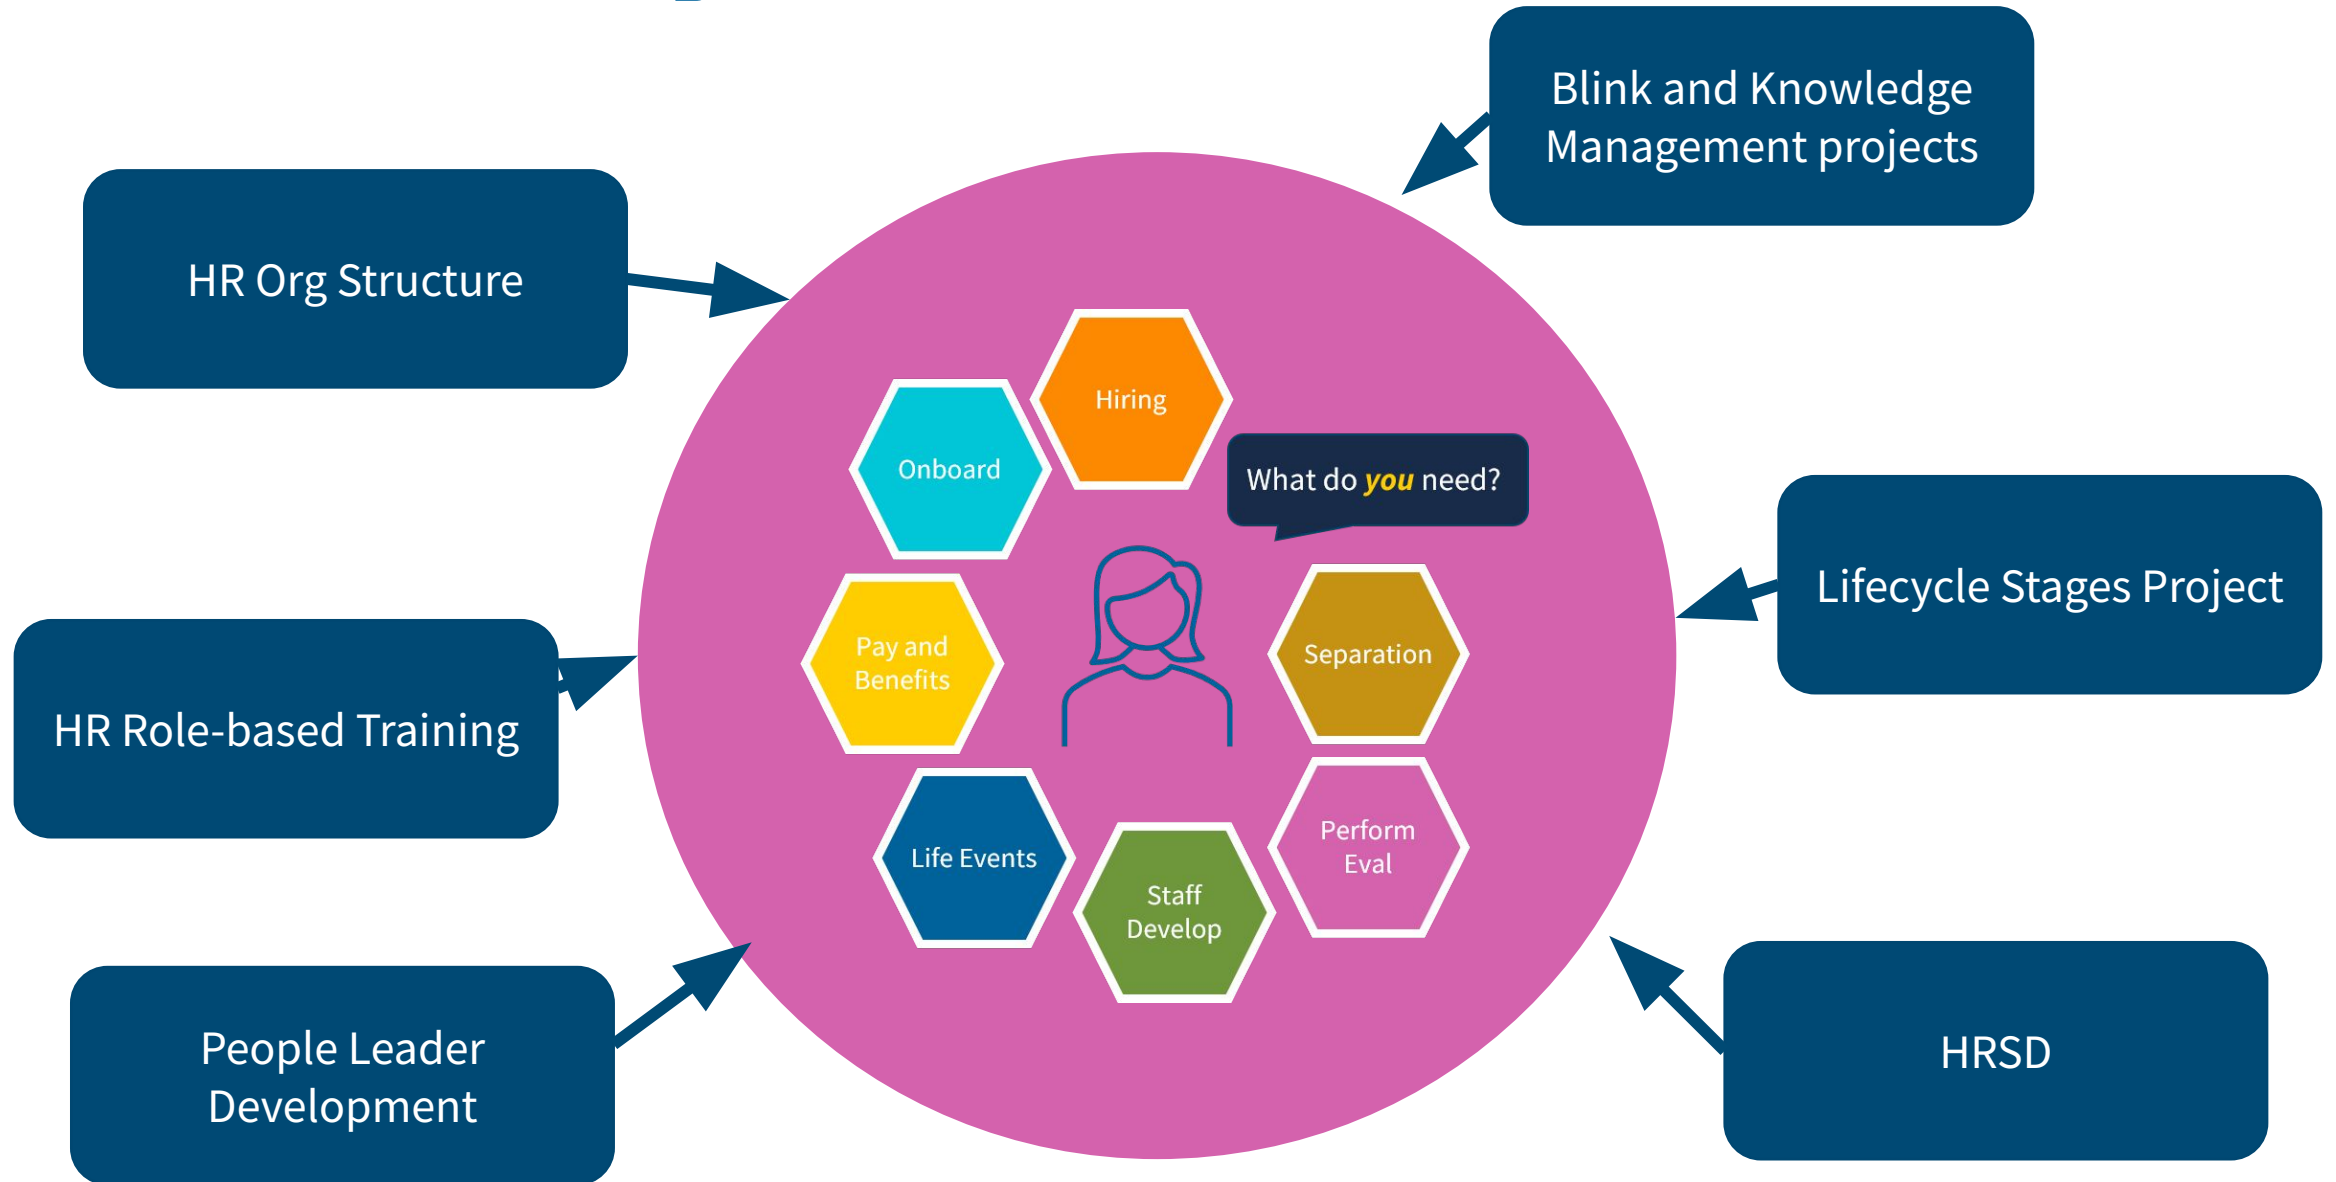 Blink and Knowledge
Management projects
HR Org Structure
Hiring
Onboard
What do you need?
Lifecycle Stages Project
Pay and
Benefits
Separation
HR Role-based Training
Perform
Eval
Life Events
Staff
Develop
People Leader
Development
HRSD